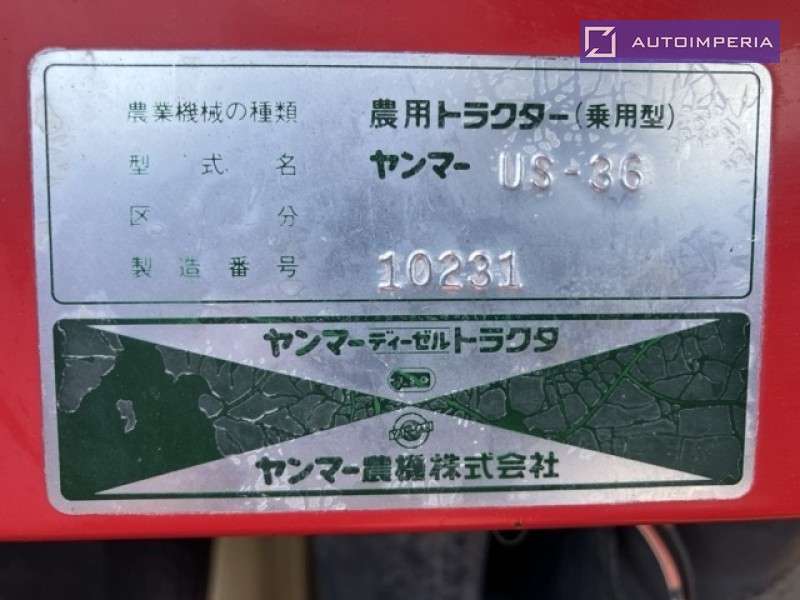 AUTOIMPERIA
農業機械の種類 農用トラクター(乗用型)
型式名 ヤンマー US-36
区分
製造番号 10231
ヤンマーディーゼルトラクタ
ヤンマー農機株式会社